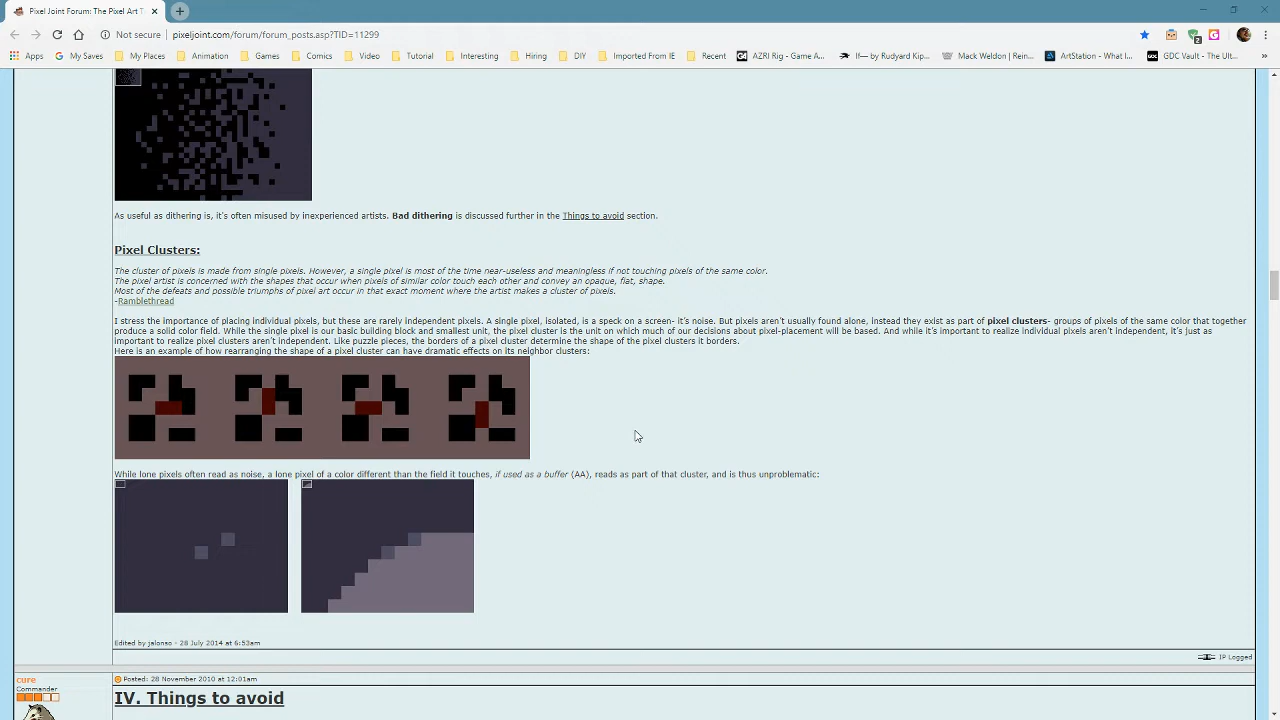 Pixel Joint Forum: The Pixel Art T
Not secure pixeljoint.com/forum/forum_posts.asp?TID=11299
Apps My Saves My Places Animation Games Comics Video Tutorial Interesting Hiring DIY Imported From IE Recent AZRI Rig - Game A... If— by Rudyard Kip... Mack Weldon | Rein... ArtStation - What I... GDC Vault - The Ult...
As useful as dithering is, it's often misused by inexperienced artists. Bad dithering is discussed further in the Things to avoid section.
Pixel Clusters:
The cluster of pixels is made from single pixels. However, a single pixel is most of the time near-useless and meaningless if not touching pixels of the same color.
The pixel artist is concerned with the shapes that occur when pixels of similar color touch each other and convey an opaque, flat, shape.
Most of the defeats and possible triumphs of pixel art occur in that exact moment where the artist makes a cluster of pixels.
-Ramblethread
I stress the importance of placing individual pixels, but these are rarely independent pixels. A single pixel, isolated, is a speck on a screen- it's noise. But pixels aren't usually found alone, instead they exist as part of pixel clusters- groups of pixels of the same color that together
produce a solid color field. While the single pixel is our basic building block and smallest unit, the pixel cluster is the unit on which much of our decisions about pixel-placement will be based. And while it's important to realize individual pixels aren't independent, it's just as
important to realize pixel clusters aren't independent. Like puzzle pieces, the borders of a pixel cluster determine the shape of the pixel clusters it borders.
Here is an example of how rearranging the shape of a pixel cluster can have dramatic effects on its neighbor clusters:
While lone pixels often read as noise, a lone pixel of a color different than the field it touches, if used as a buffer (AA), reads as part of that cluster, and is thus unproblematic:
Edited by jalonso - 28 July 2014 at 6:53am
JP Logged
cure
Commander
Posted: 28 November 2010 at 12:01am
IV. Things to avoid